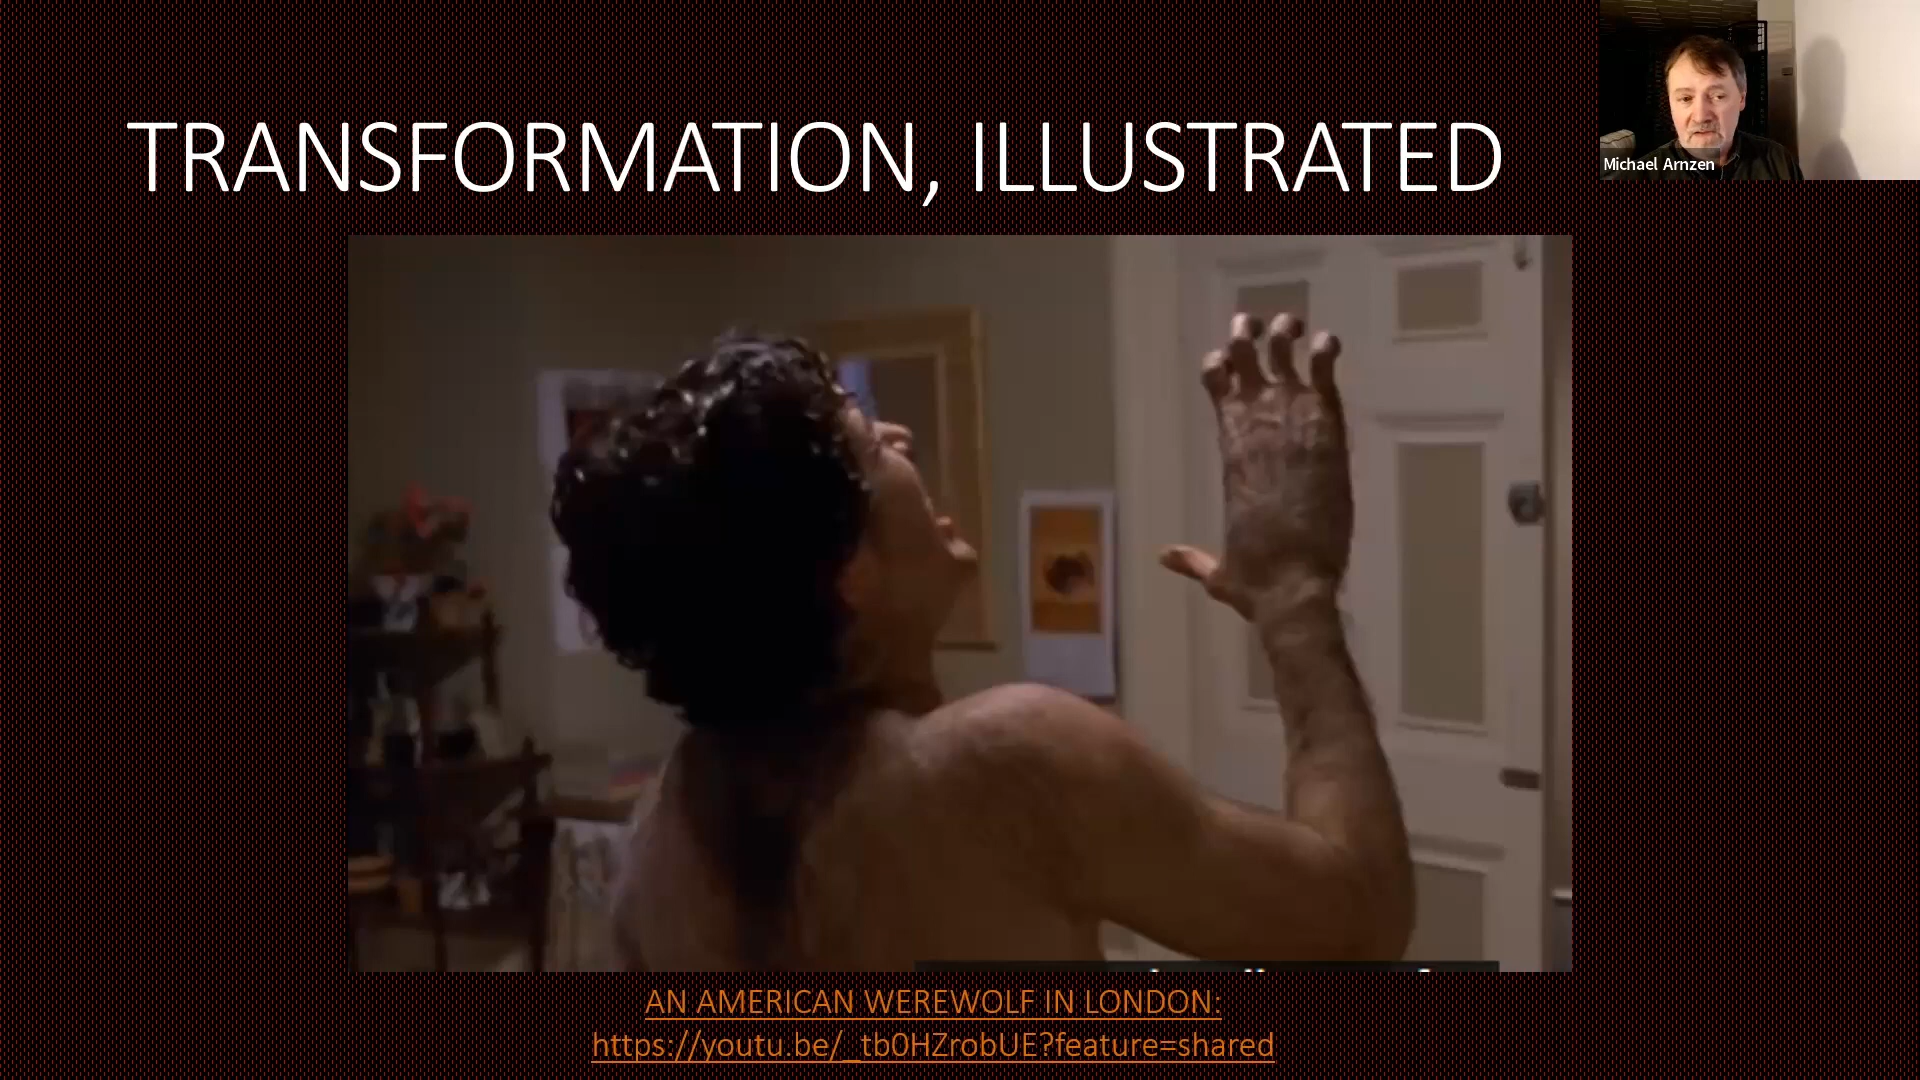 TRANSFORMATION, ILLUSTRATED
Michael Arnzen
AN AMERICAN WEREWOLF IN LONDON:
https://youtu.be/_tb0HZrobUE?feature=shared